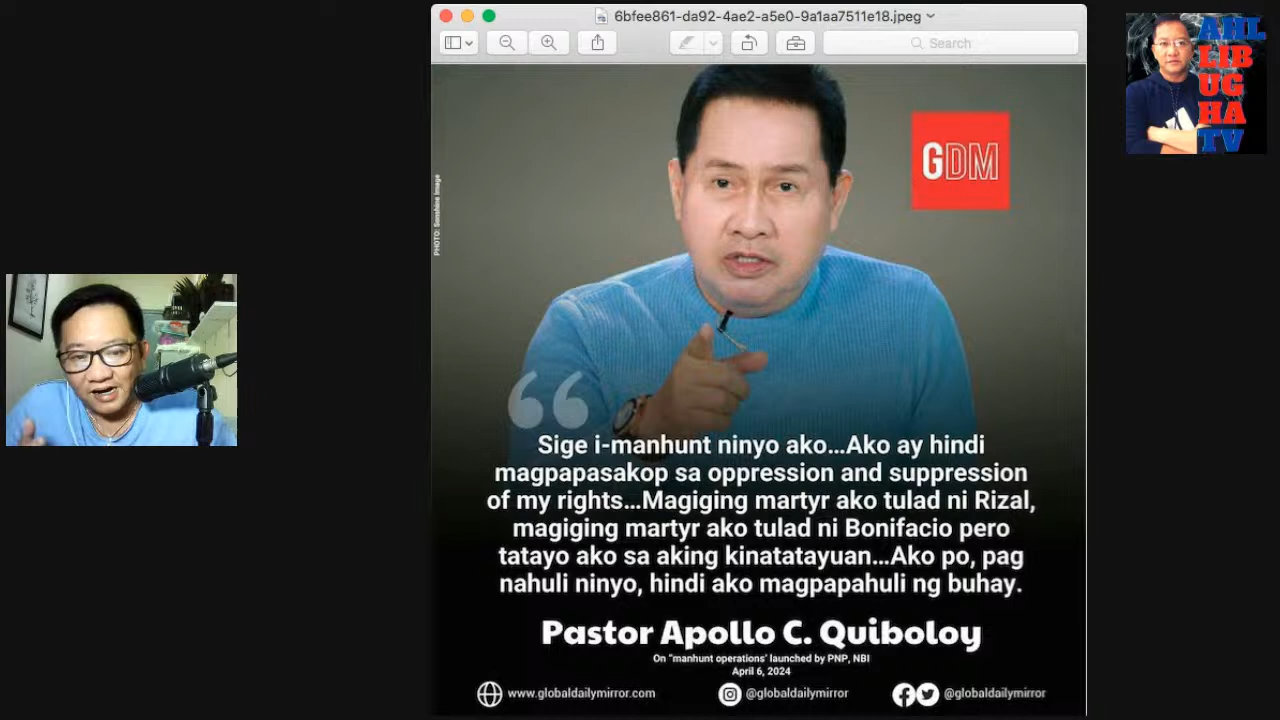 6bfee861-da92-4ae2-a5e0-9a1aa7511e18.jpeg
Search
AHL
LIB
UG
HA
TV
GDM
PHOTO: Sonshine Image
“
Sige i-manhunt ninyo ako...Ako ay hindi
magpapasakop sa oppression and suppression
of my rights...Magiging martyr ako tulad ni Rizal,
magiging martyr ako tulad ni Bonifacio pero
tatayo ako sa aking kinatatayuan...Ako po, pag
nahuli ninyo, hindi ako magpapahuli ng buhay.
Pastor Apollo C. Quiboloy
On "manhunt operations' launched by PNP, NBI
April 6, 2024
www.globaldailymirror.com
@globaldailymirror
@globaldailymirror